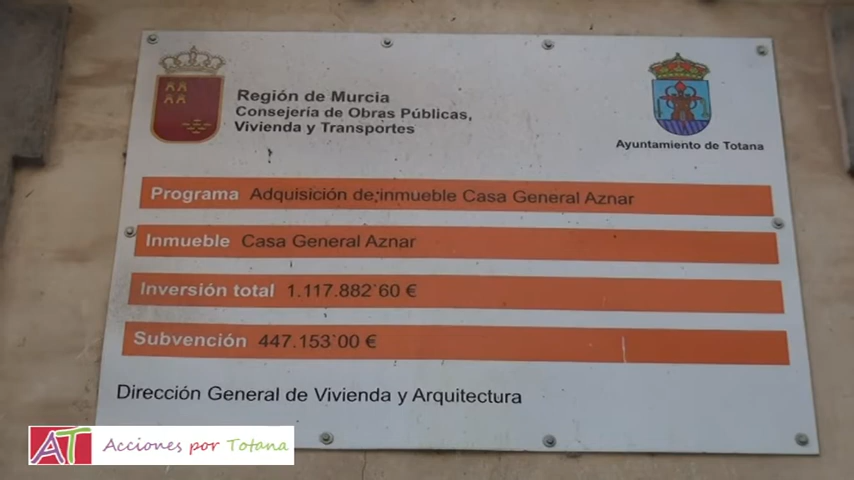 Región de Murcia
Consejería de Obras Públicas,
Vivienda y Transportes
Ayuntamiento de Totana
Programa Adquisición de inmueble Casa General Aznar
Inmueble Casa General Aznar
Inversión total 1.117.882'60 €
Subvención 447.153'00 €
Dirección General de Vivienda y Arquitectura
AT Acciones por Totana